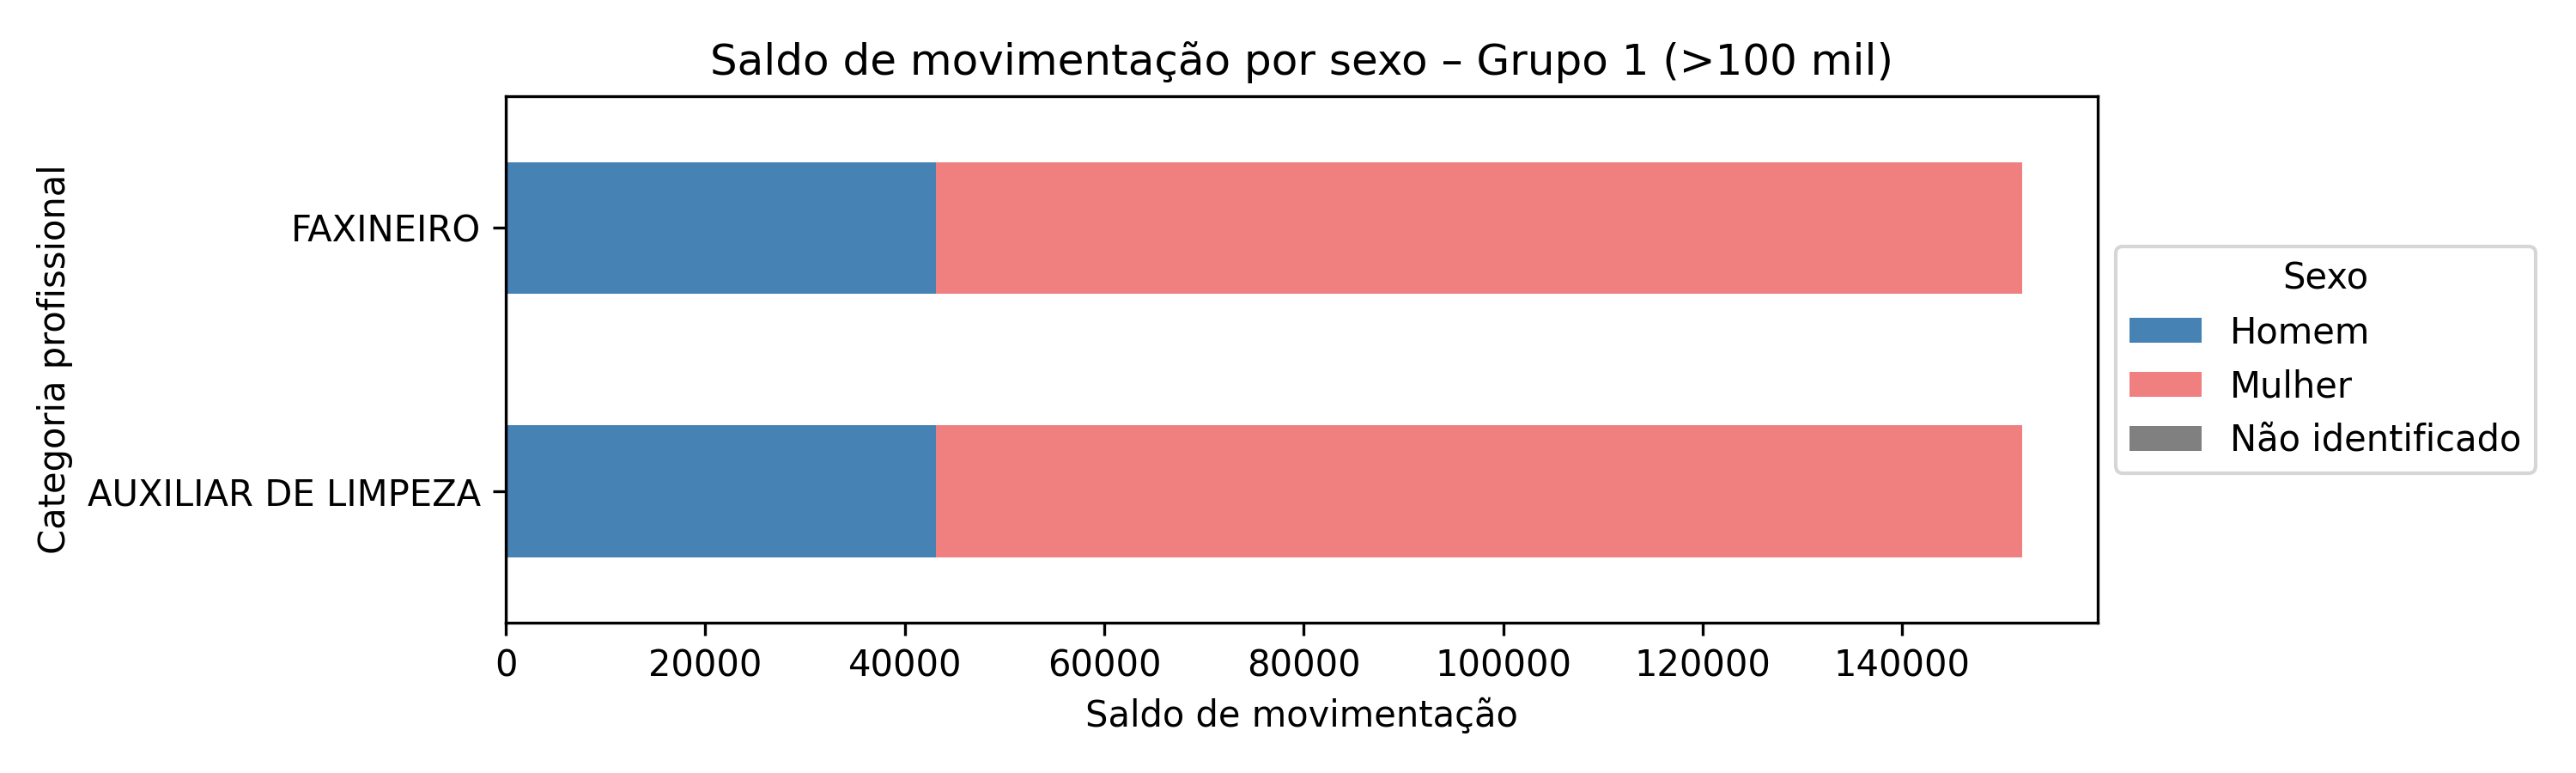 Saldo de movimentação por sexo – Grupo 1 (>100 mil)
Categoria profissional
FAXINEIRO
AUXILIAR DE LIMPEZA
0 20000 40000 60000 80000 100000 120000 140000
Saldo de movimentação
Sexo
Homem
Mulher
Não identificado